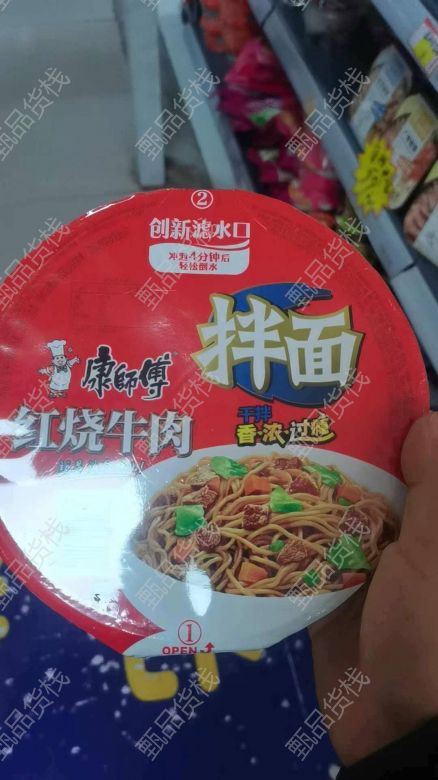 ②
创新滤水口
冲泡4分钟后
轻松倒水
拌面
康師傅
干拌
香·浓·过瘾
红烧牛肉
①
OPEN
甄品货栈